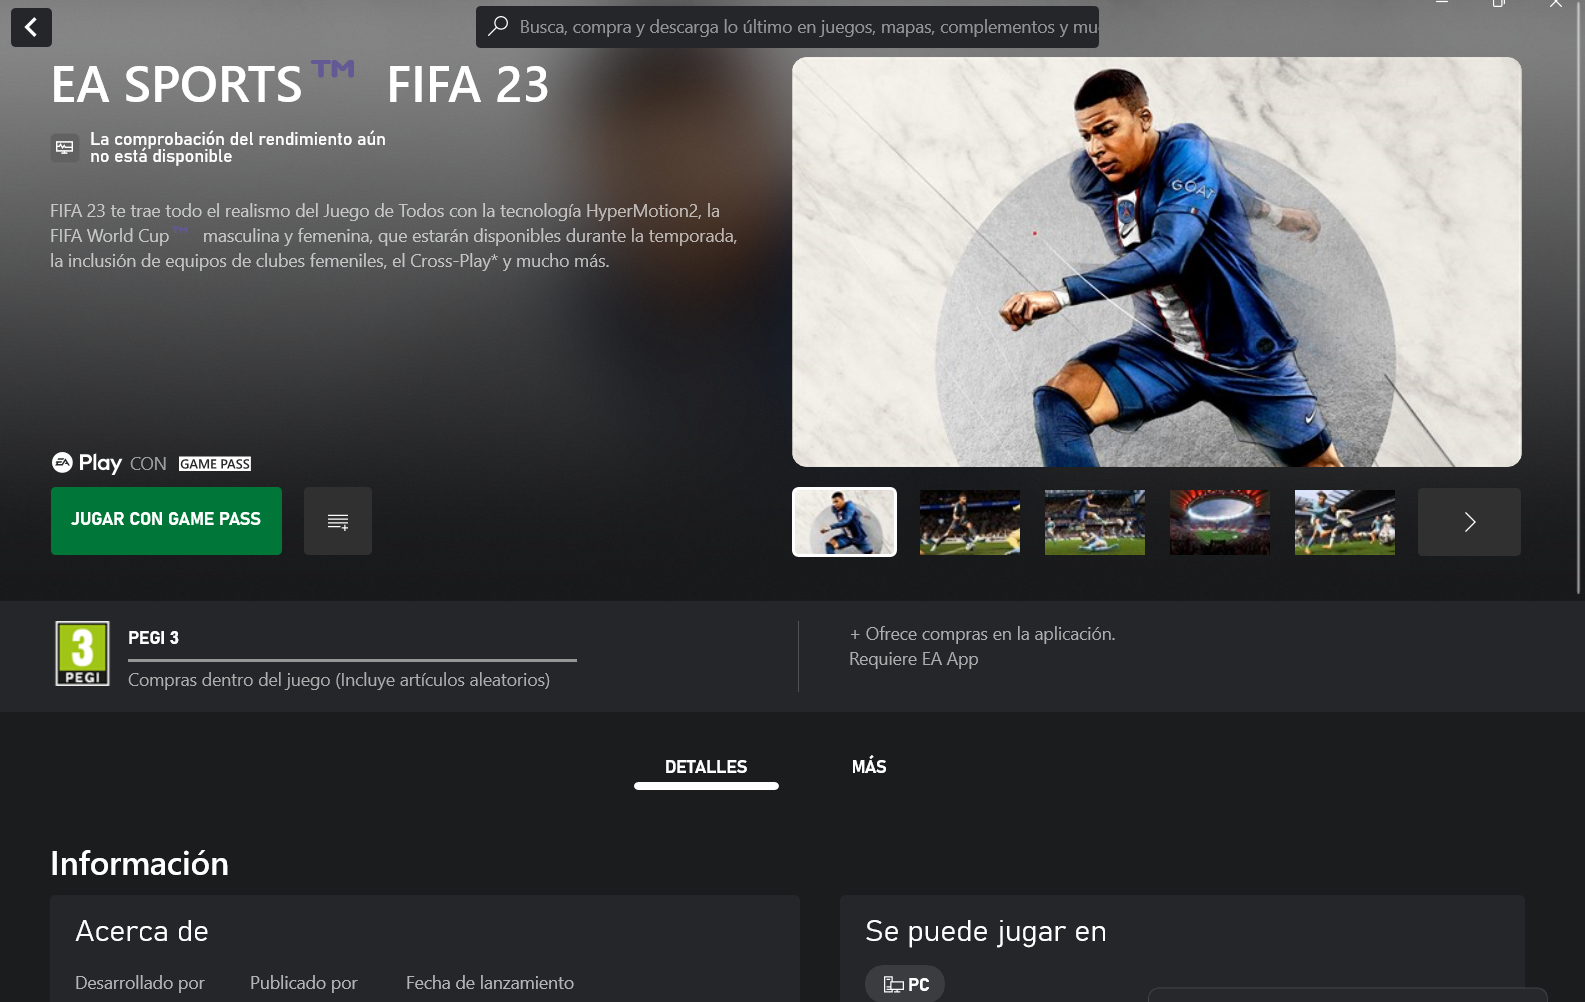 Busca, compra y descarga lo último en juegos, mapas, complementos y mu
EA SPORTS™ FIFA 23
La comprobación del rendimiento aún
no está disponible
FIFA 23 te trae todo el realismo del Juego de Todos con la tecnología HyperMotion2, la
FIFA World Cup™ masculina y femenina, que estarán disponibles durante la temporada,
la inclusión de equipos de clubes femeniles, el Cross-Play* y mucho más.
GOAT
EA Play CON GAME PASS
JUGAR CON GAME PASS
3
PEGI
PEGI 3
Compras dentro del juego (Incluye artículos aleatorios)
+ Ofrece compras en la aplicación.
Requiere EA App
DETALLES
MÁS
Información
Acerca de
Desarrollado por
Publicado por
Fecha de lanzamiento
Se puede jugar en
PC